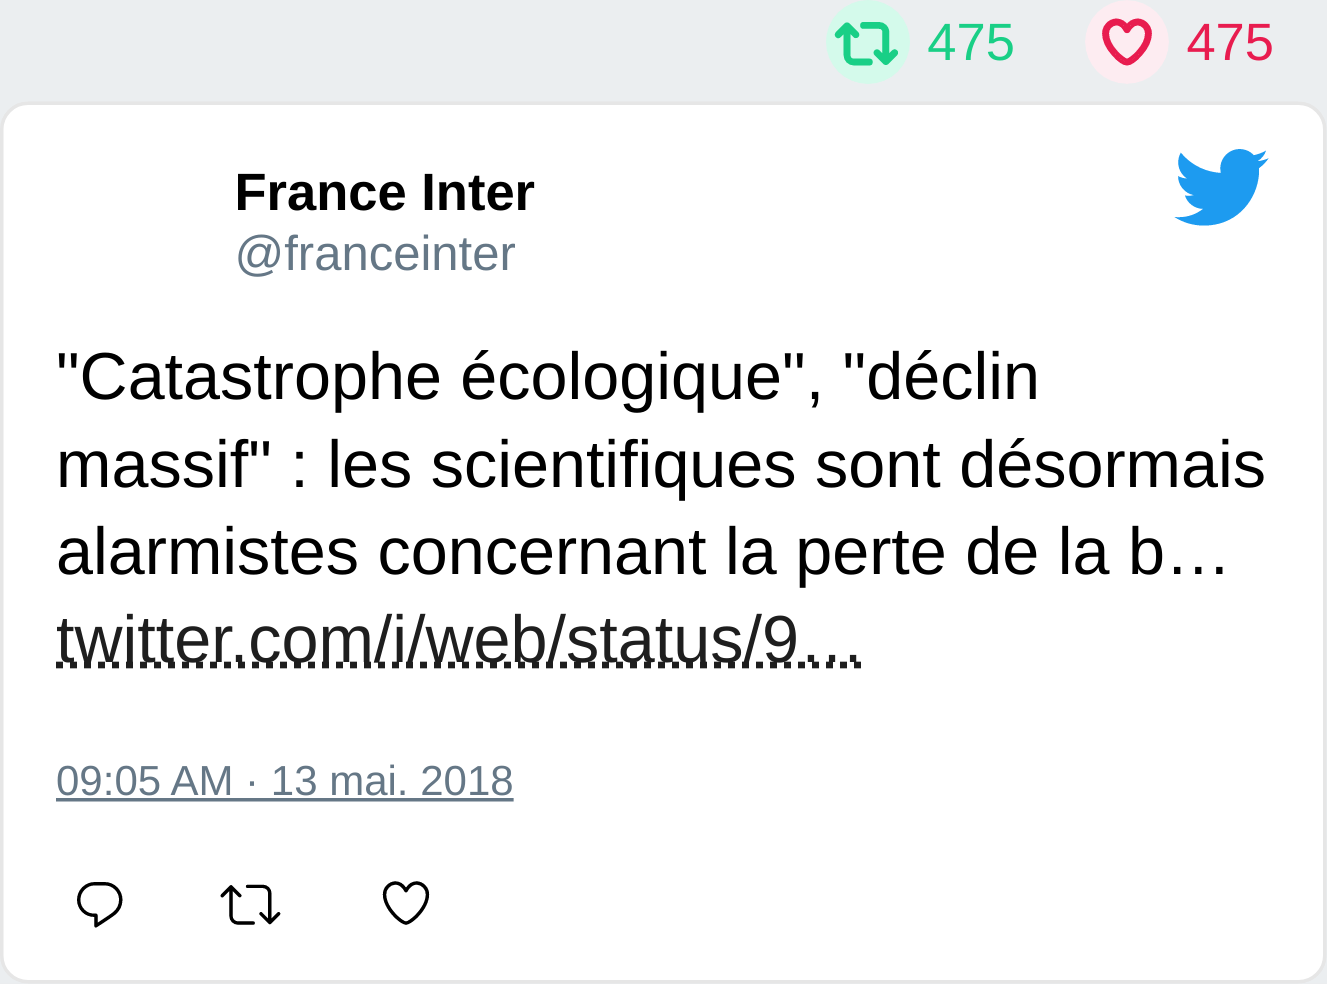 475 475
France Inter
@franceinter
"Catastrophe écologique", "déclin
massif" : les scientifiques sont désormais
alarmistes concernant la perte de la b…
twitter.com/i/web/status/9…
09:05 AM · 13 mai. 2018